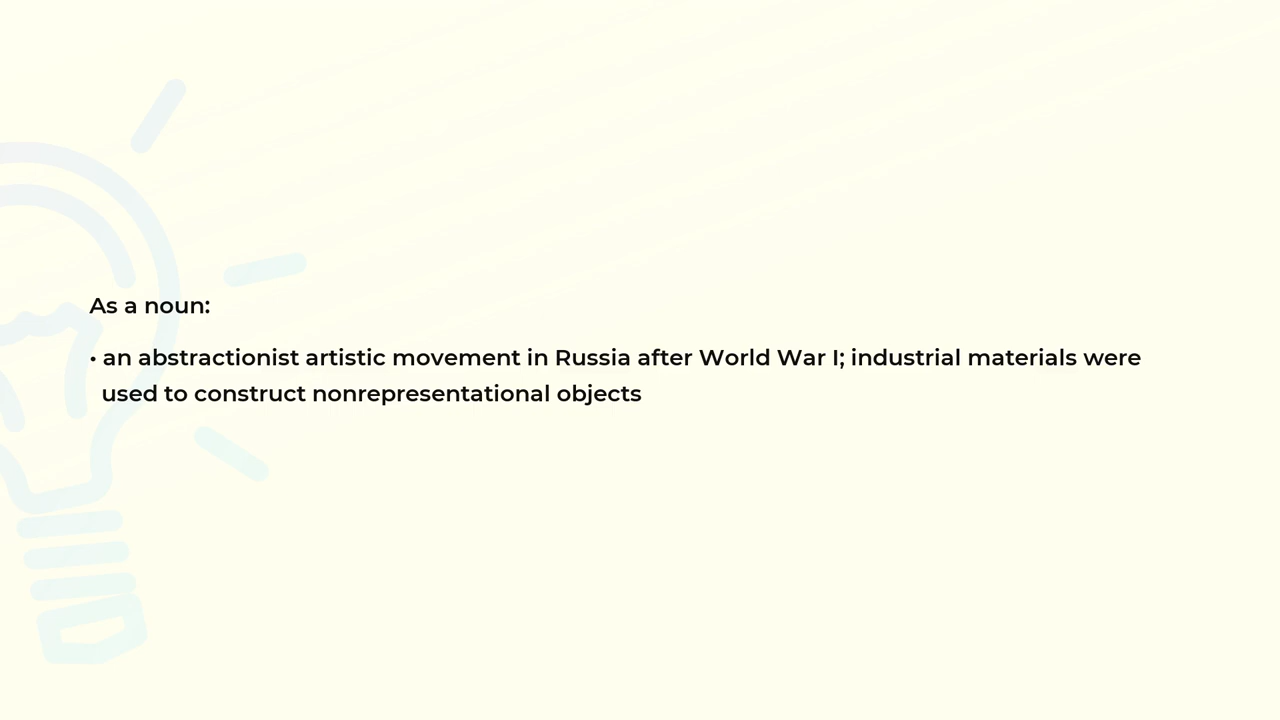 As a noun:
• an abstractionist artistic movement in Russia after World War I; industrial materials were
used to construct nonrepresentational objects